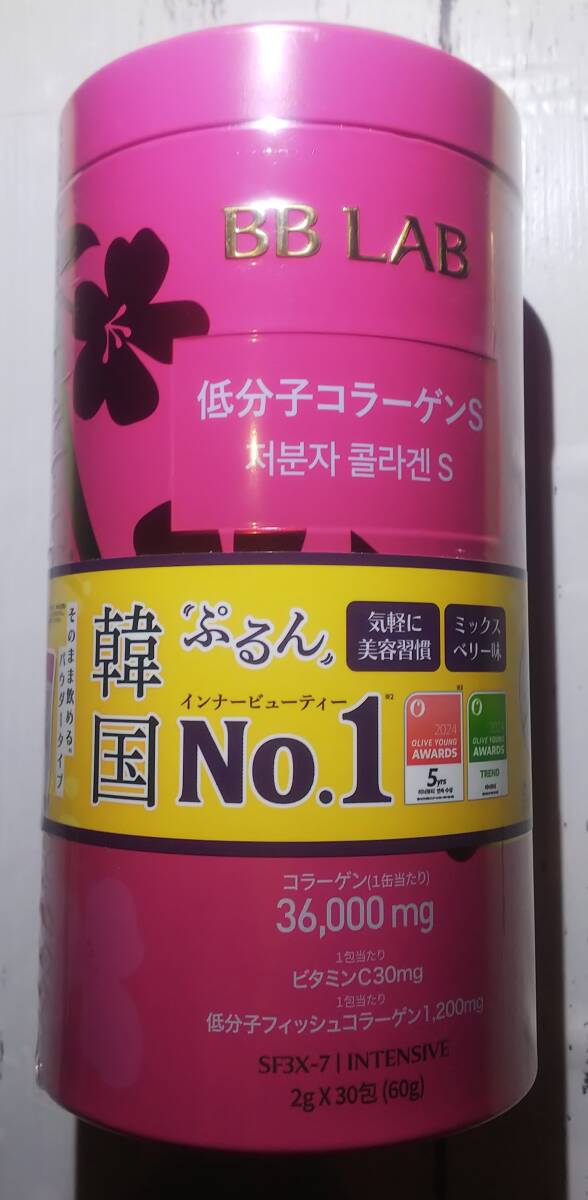 BB LAB
低分子コラーゲンS
저분자 콜라겐 S
そのまま飲める
パウダータイプ
韓国
ぷるん
気軽に
美容習慣
ミックス
ベリー味
インナービューティー
No.1
※2
2024
OLIVE YOUNG
AWARDS
5yrs
2024
OLIVE YOUNG
AWARDS
TREND
コラーゲン(1缶当たり)
36,000 mg
1包当たり
ビタミンC30mg
1包当たり
低分子フィッシュコラーゲン1,200mg
SF3X-7 | INTENSIVE
2g X 30包 (60g)